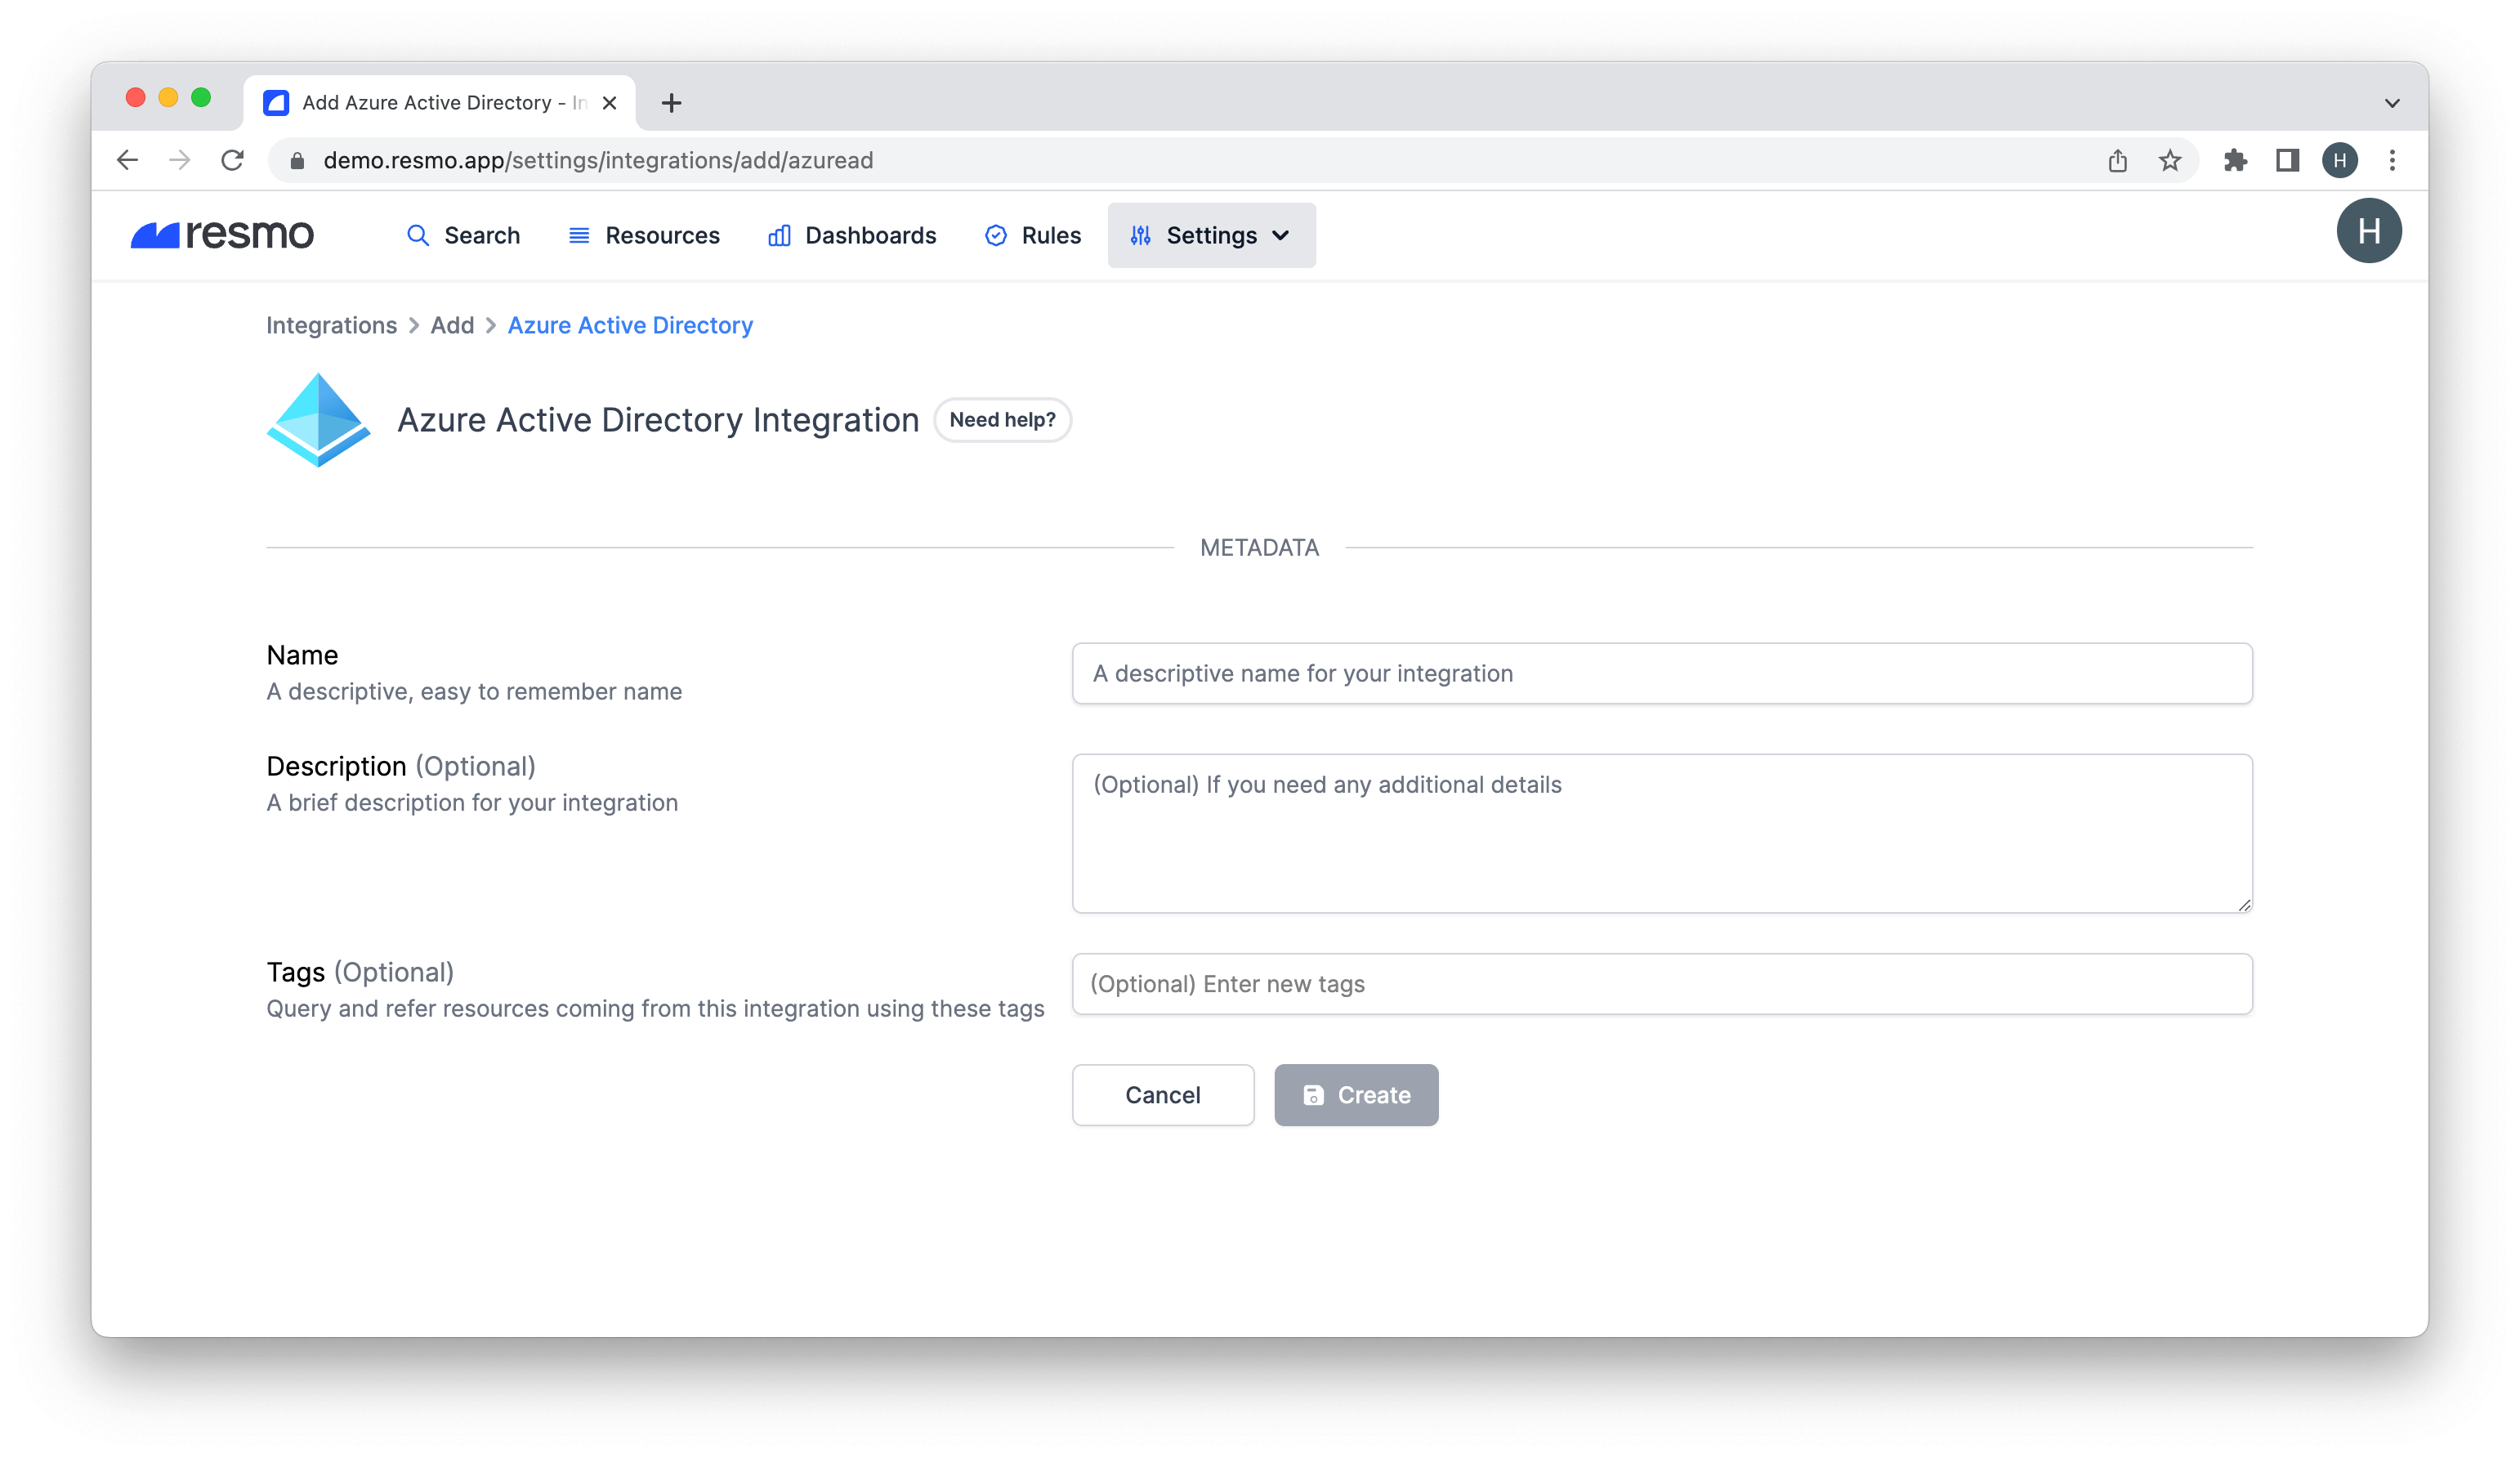 Add Azure Active Directory - In
demo.resmo.app/settings/integrations/add/azuread
H
resmo
Search
Resources
Dashboards
Rules
Settings
H
Integrations > Add > Azure Active Directory
Azure Active Directory Integration
Need help?
METADATA
Name
A descriptive, easy to remember name
A descriptive name for your integration
Description (Optional)
A brief description for your integration
(Optional) If you need any additional details
Tags (Optional)
Query and refer resources coming from this integration using these tags
(Optional) Enter new tags
Cancel
Create